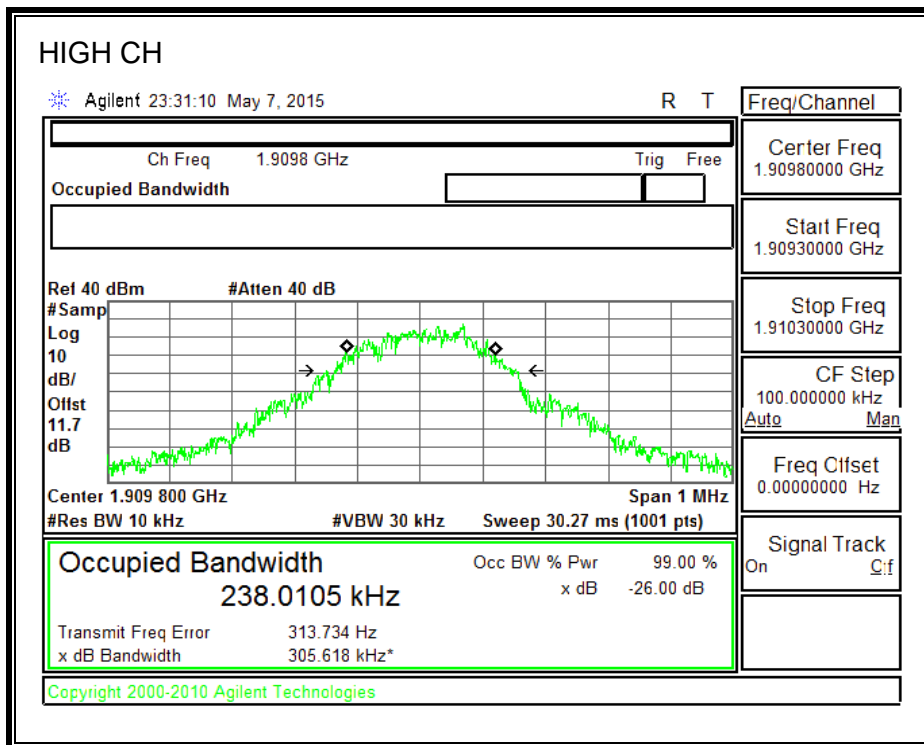 HIGH CH
Agilent 23:31:10 May 7, 2015 R T
Freq/Channel
Ch Freq 1.9098 GHz Trig Free
Occupied Bandwidth
Center Freq
1.90980000 GHz
Start Freq
1.90930000 GHz
Stop Freq
1.91030000 GHz
CF Step
100.000000 kHz
Auto Man
Freq Offset
0.00000000 Hz
Signal Track
On Off
Ref 40 dBm #Atten 40 dB
#Samp
Log
10
dB/
Offst
11.7
dB
Center 1.909 800 GHz Span 1 MHz
#Res BW 10 kHz #VBW 30 kHz Sweep 30.27 ms (1001 pts)
Occupied Bandwidth Occ BW % Pwr 99.00 %
238.0105 kHz x dB -26.00 dB
Transmit Freq Error 313.734 Hz
x dB Bandwidth 305.618 kHz*
Copyright 2000-2010 Agilent Technologies